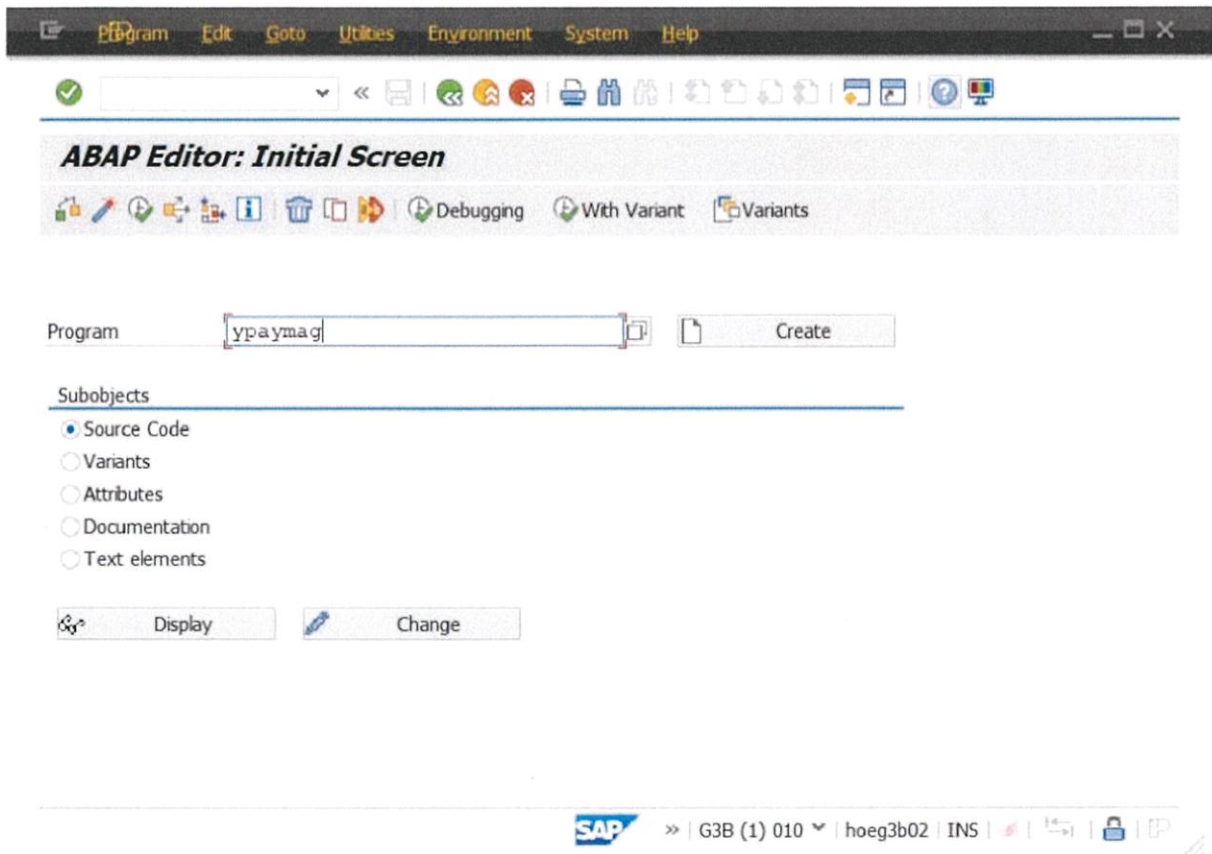 Program Edit Goto Utilities Environment System Help
ABAP Editor: Initial Screen
Debugging With Variant Variants
Program ypaymag Create
Subobjects
Source Code
Variants
Attributes
Documentation
Text elements
Display Change
SAP » G3B (1) 010 hoeg3b02 INS